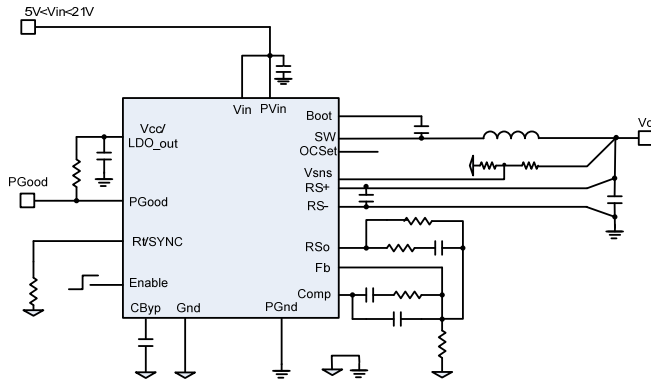 5V<Vin<21V
Vin PVin
Boot
Vcc/
LDO_out
SW
OCSet
Vo
Vsns
RS+
RS-
PGood
PGood
Rt/SYNC
RSo
Fb
Enable
Comp
CByp Gnd PGnd